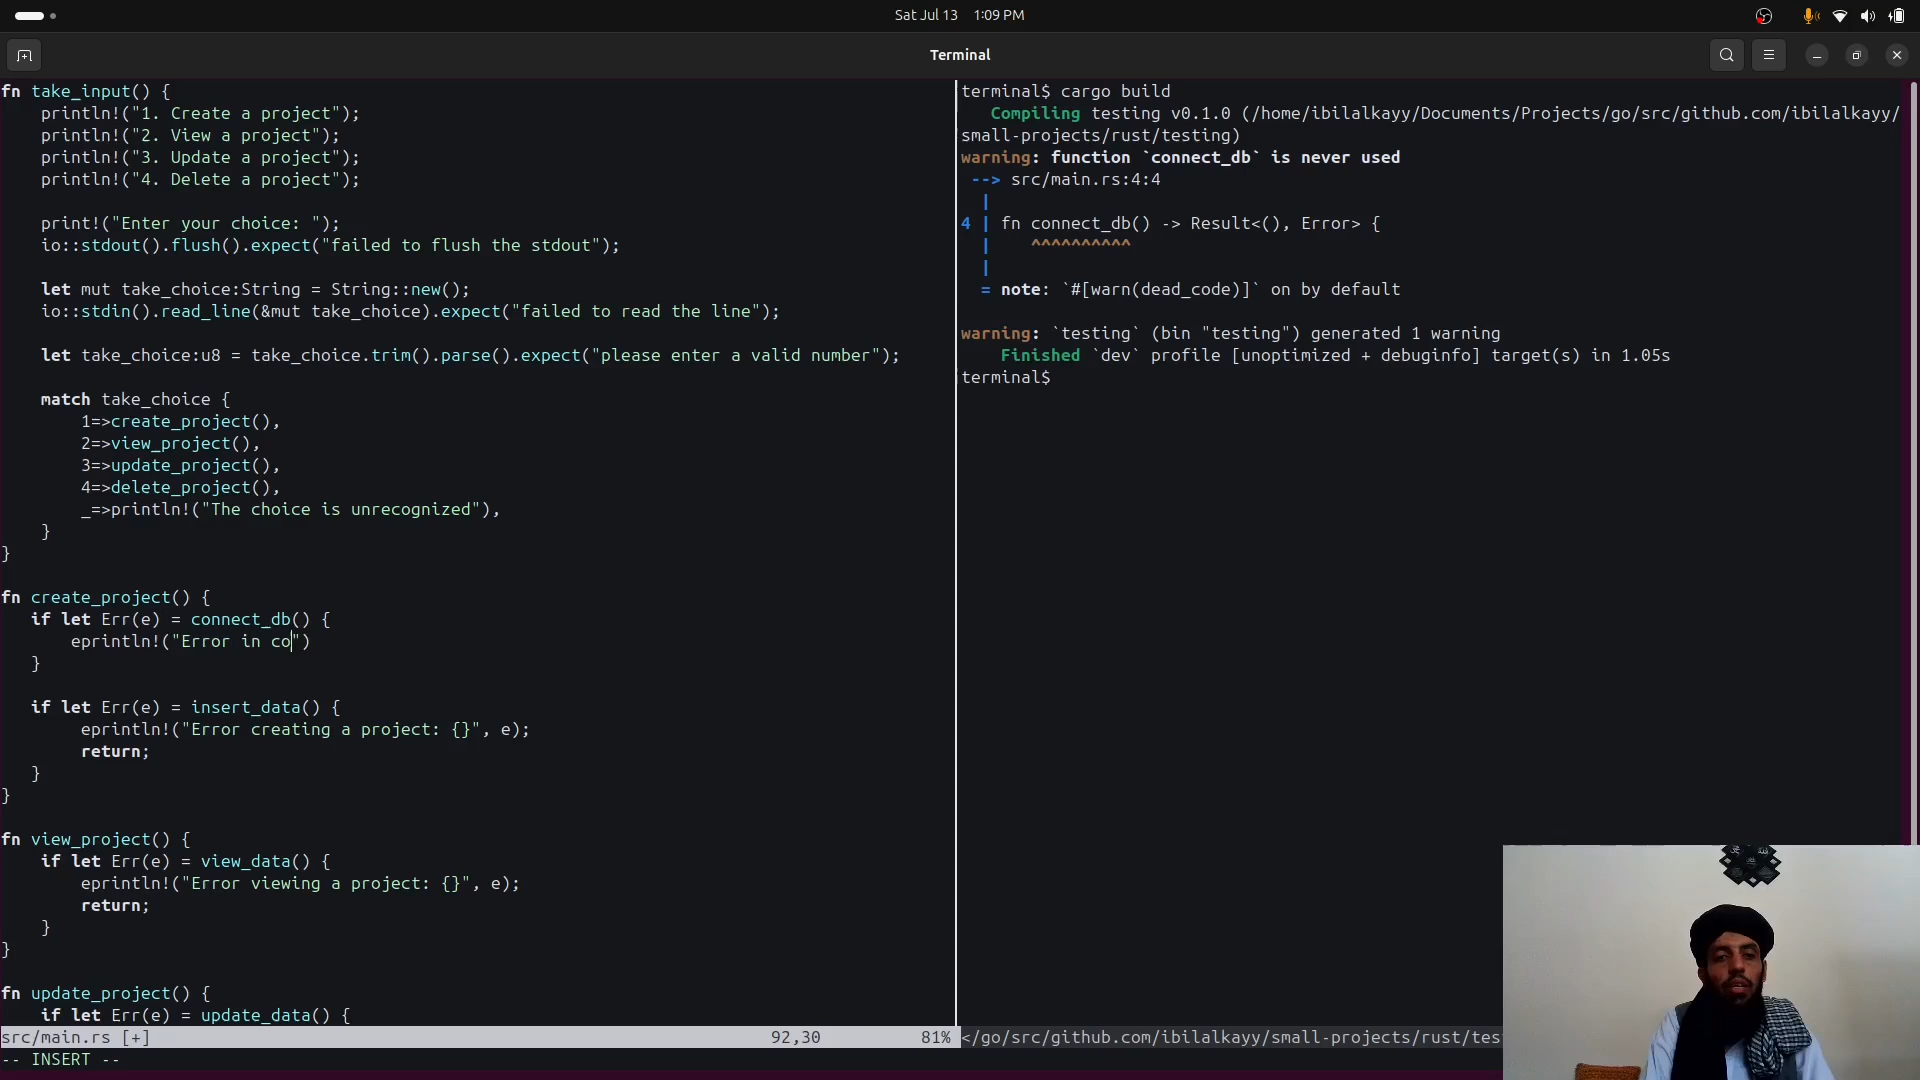 Sat Jul 13 1:09 PM
Terminal
fn take_input() {
println!("1. Create a project");
println!("2. View a project");
println!("3. Update a project");
println!("4. Delete a project");
print!("Enter your choice: ");
io::stdout().flush().expect("failed to flush the stdout");
let mut take_choice:String = String::new();
io::stdin().read_line(&mut take_choice).expect("failed to read the line");
let take_choice:u8 = take_choice.trim().parse().expect("please enter a valid number");
match take_choice {
1=>create_project(),
2=>view_project(),
3=>update_project(),
4=>delete_project(),
_=>println!("The choice is unrecognized"),
}
}
fn create_project() {
if let Err(e) = connect_db() {
eprintln!("Error in co")
}
if let Err(e) = insert_data() {
eprintln!("Error creating a project: {}", e);
return;
}
}
fn view_project() {
if let Err(e) = view_data() {
eprintln!("Error viewing a project: {}", e);
return;
}
}
fn update_project() {
if let Err(e) = update_data() {
src/main.rs [+] 92,30 81%
-- INSERT --
terminal$ cargo build
Compiling testing v0.1.0 (/home/ibilalkayy/Documents/Projects/go/src/github.com/ibilalkayy/
small-projects/rust/testing)
warning: function `connect_db` is never used
--> src/main.rs:4:4
|
4 | fn connect_db() -> Result<(), Error> {
| ^^^^^^^^^^
|
= note: `#[warn(dead_code)]` on by default
warning: `testing` (bin "testing") generated 1 warning
Finished `dev` profile [unoptimized + debuginfo] target(s) in 1.05s
terminal$
</go/src/github.com/ibilalkayy/small-projects/rust/tes